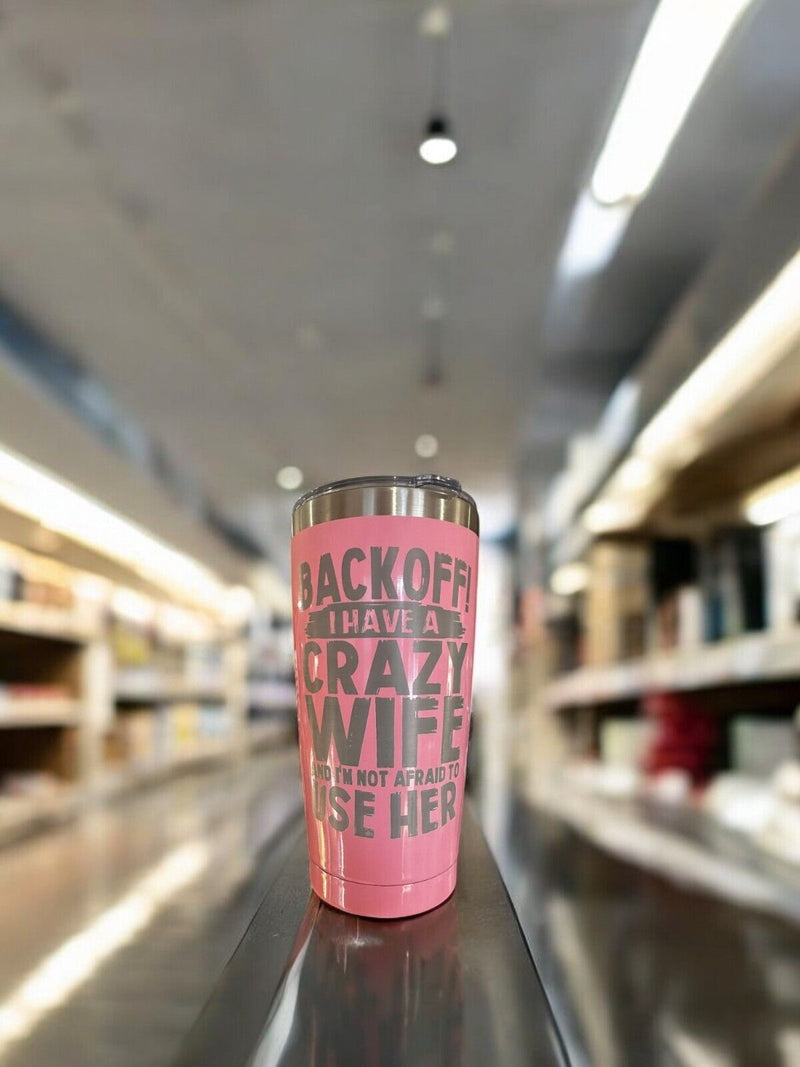 BACKOFF!
I HAVE A
CRAZY
WIFE
AND I'M NOT AFRAID TO
USE HER